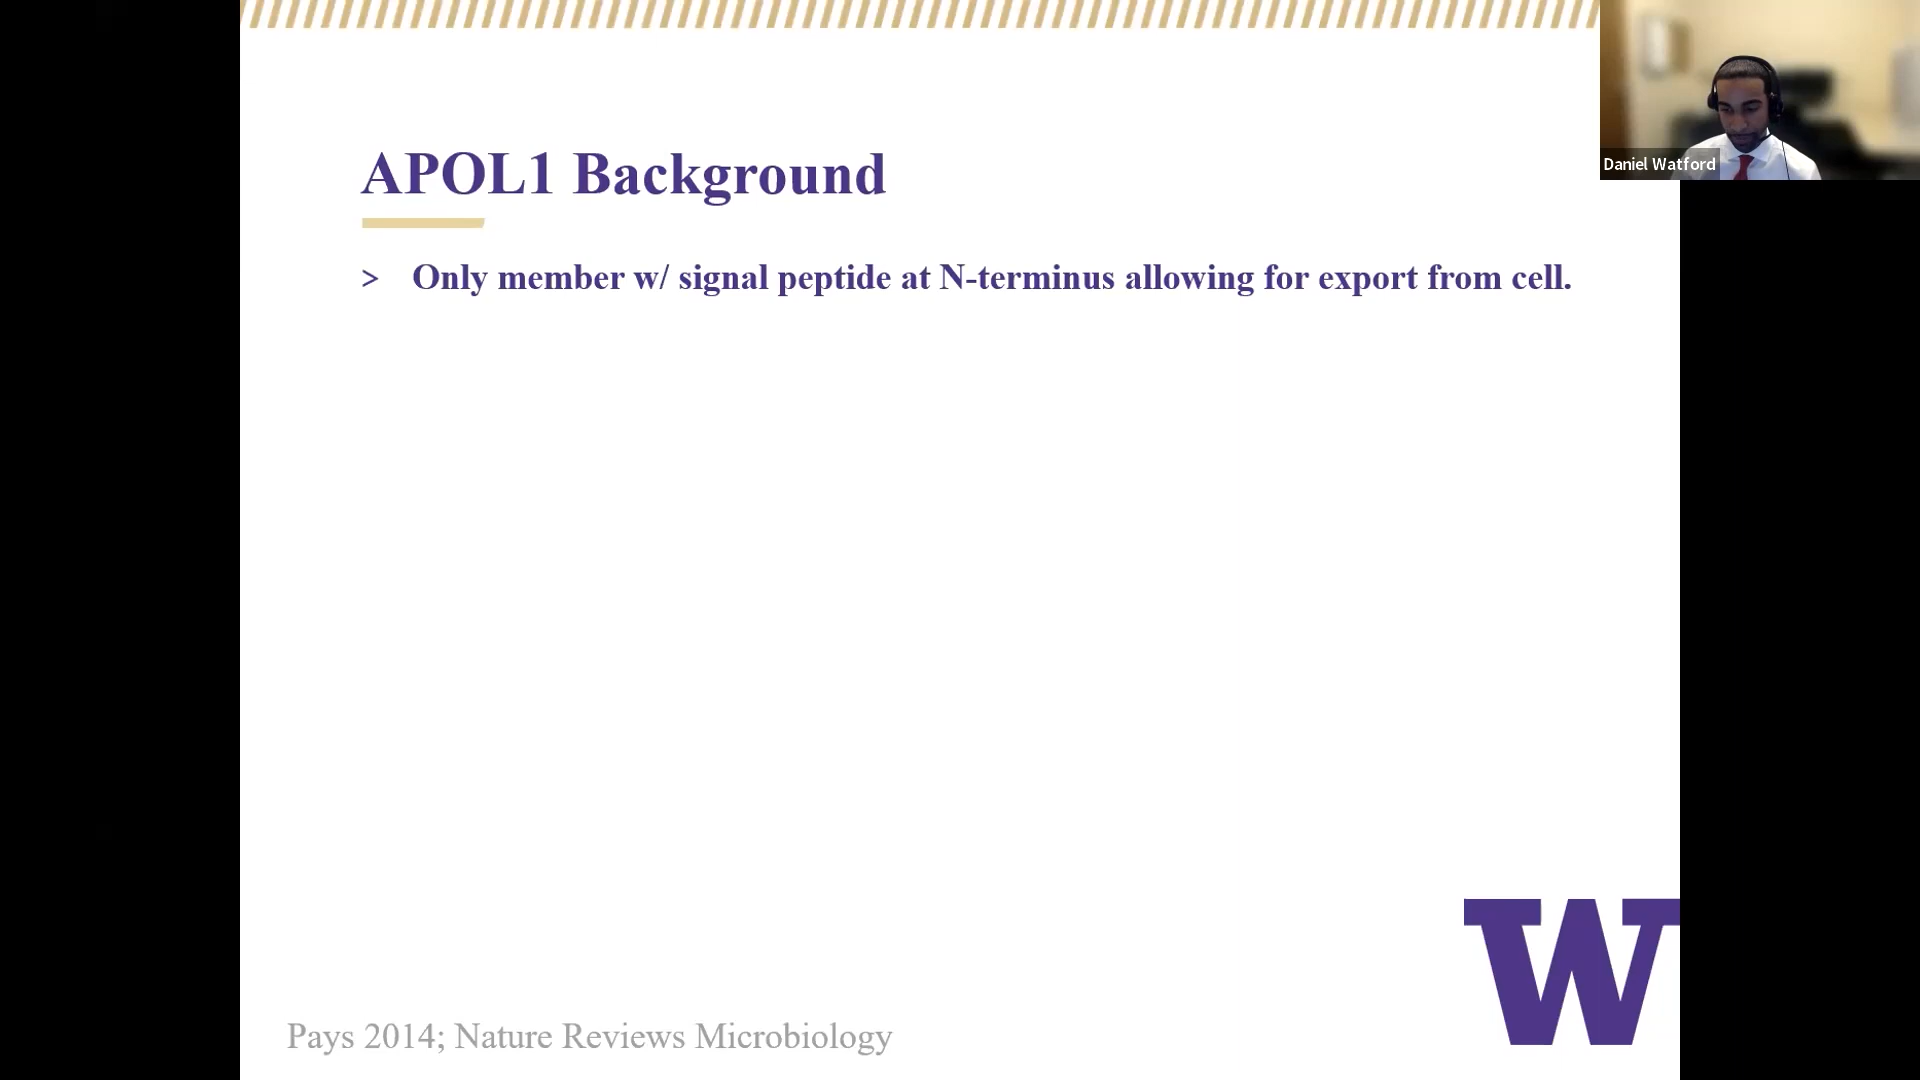 APOL1 Background
> Only member w/ signal peptide at N-terminus allowing for export from cell.
Daniel Watford
W
Pays 2014; Nature Reviews Microbiology